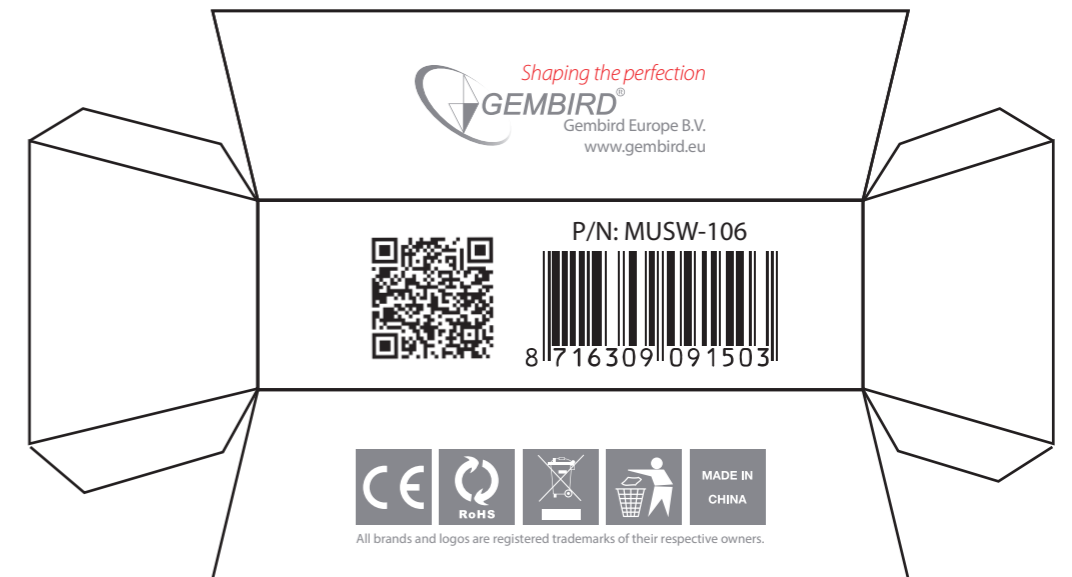 Shaping the perfection
GEMBIRD®
Gembird Europe B.V.
www.gembird.eu
P/N: MUSW-106
8 716309 091503
CE
RoHS
MADE IN
CHINA
All brands and logos are registered trademarks of their respective owners.